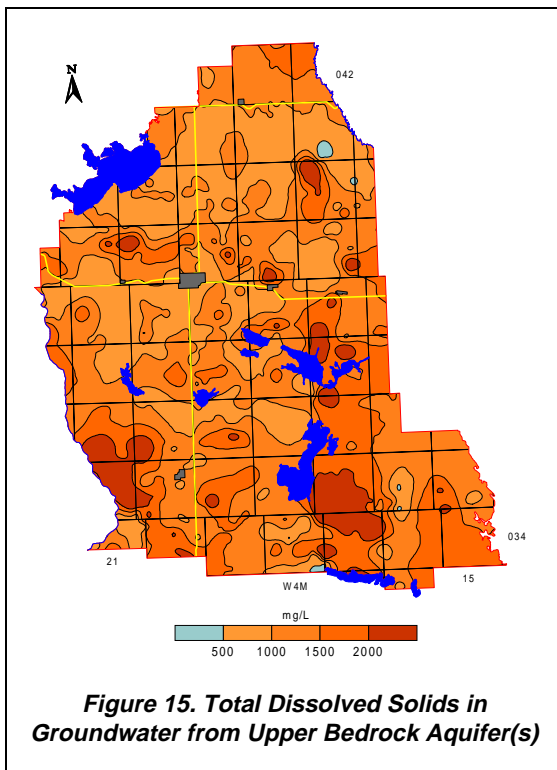 N
042
034
21
15
W4M
mg/L
500 1000 1500 2000
Figure 15. Total Dissolved Solids in
Groundwater from Upper Bedrock Aquifer(s)